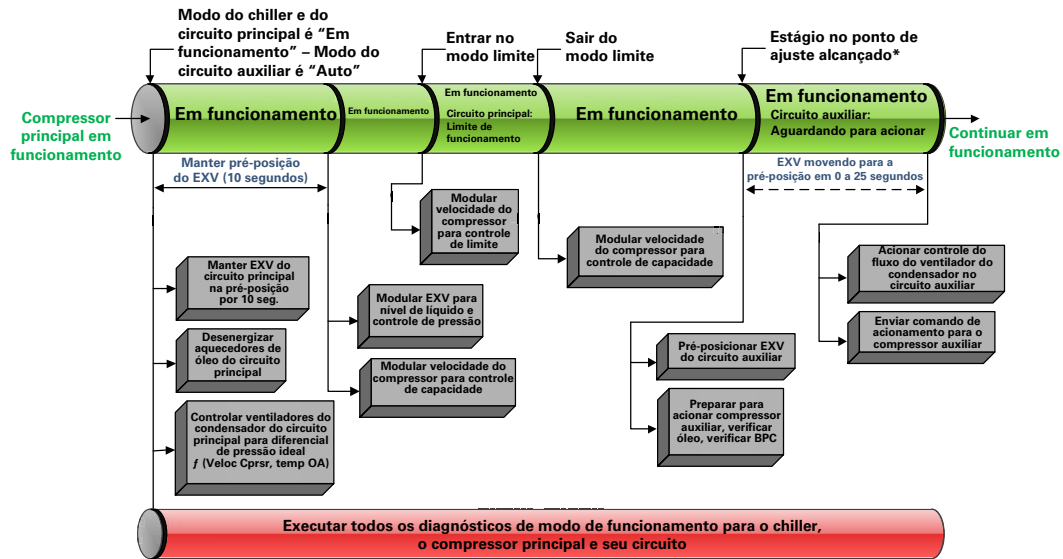 Modo do chiller e do
circuito principal é “Em
funcionamento” – Modo do
circuito auxiliar é “Auto”
Entrar no
modo limite
Sair do
modo limite
Estágio no ponto de
ajuste alcançado*
Compressor
principal em
funcionamento
Em funcionamento
Em funcionamento
Em funcionamento
Circuito principal:
Limite de
funcionamento
Em funcionamento
Em funcionamento
Circuito auxiliar:
Aguardando para acionar
Continuar em
funcionamento
Manter pré-posição
do EXV (10 segundos)
EXV movendo para a
pré-posição em 0 a 25 segundos
Modular
velocidade do
compressor
para controle
de limite
Modular velocidade
do compressor para
controle de capacidade
Acionar controle do
fluxo do ventilador do
condensador no
circuito auxiliar
Manter EXV do
circuito principal
na pré-posição
por 10 seg.
Modular EXV para
nível de líquido e
controle de pressão
Enviar comando de
acionamento para o
compressor auxiliar
Desenergizar
aquecedores de
óleo do circuito
principal
Modular velocidade do
compressor para controle
de capacidade
Pré-posicionar EXV
do circuito auxiliar
Controlar ventiladores do
condensador do circuito
principal para diferencial
de pressão ideal
ƒ (Veloc Cprsr, temp OA)
Preparar para
acionar compressor
auxiliar, verificar
óleo, verificar BPC
Executar todos os diagnósticos de modo de funcionamento para o chiller,
o compressor principal e seu circuito